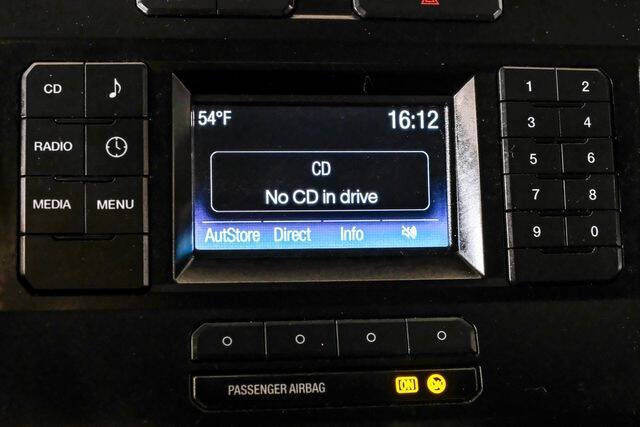 CD
RADIO
MEDIA MENU
54°F 16:12
CD
No CD in drive
AutStore Direct Info
1 2
3 4
5 6
7 8
9 0
PASSENGER AIRBAG ON